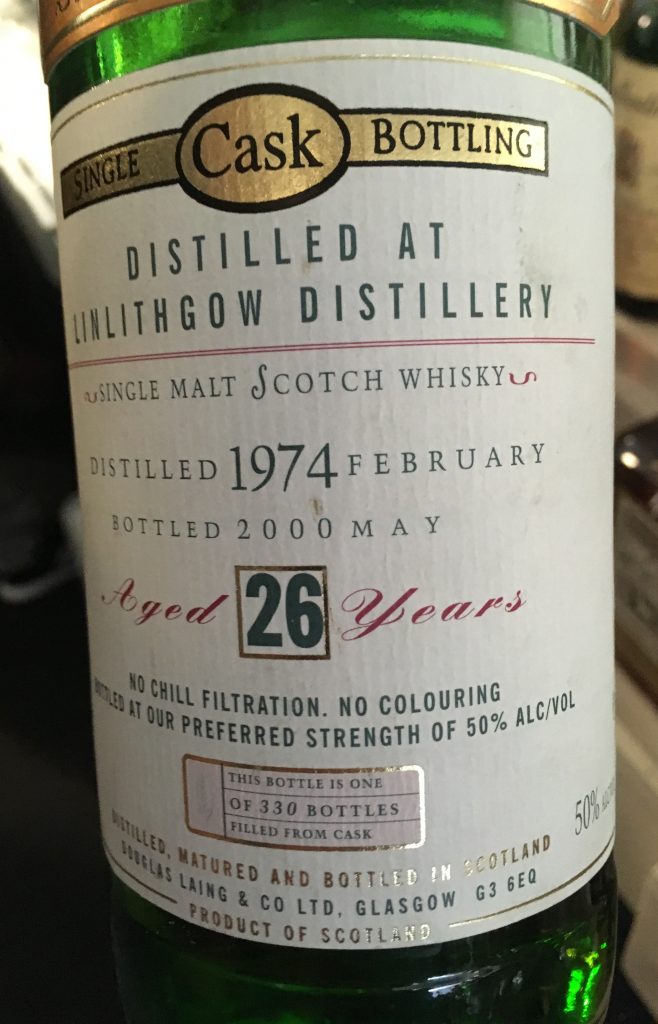 SINGLE Cask BOTTLING
DISTILLED AT
LINLITHGOW DISTILLERY
SINGLE MALT SCOTCH WHISKY
DISTILLED 1974 FEBRUARY
BOTTLED 2000 MAY
Aged 26 Years
NO CHILL FILTRATION. NO COLOURING
BOTTLED AT OUR PREFERRED STRENGTH OF 50% ALC/VOL
THIS BOTTLE IS ONE
OF 330 BOTTLES
FILLED FROM CASK
50%
DISTILLED, MATURED AND BOTTLED IN SCOTLAND
DOUGLAS LAING & CO LTD, GLASGOW G3 6EQ
PRODUCT OF SCOTLAND